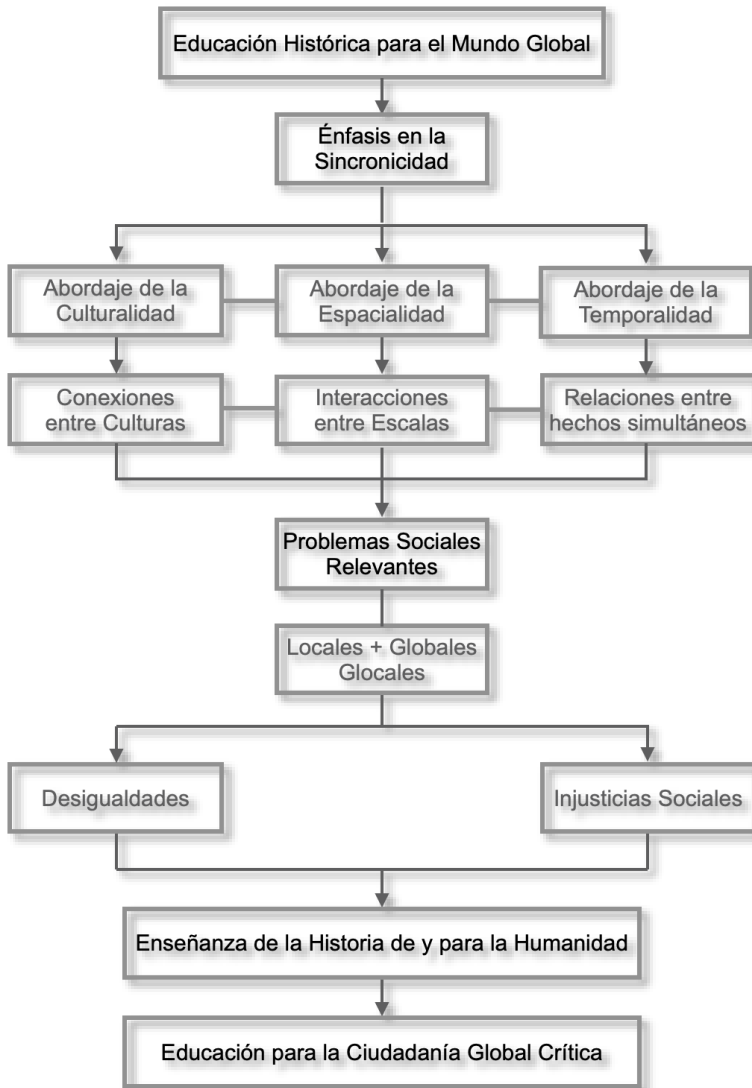 Educación Histórica para el Mundo Global
Énfasis en la
Sincronicidad
Abordaje de la
Culturalidad
Abordaje de la
Espacialidad
Abordaje de la
Temporalidad
Conexiones
entre Culturas
Interacciones
entre Escalas
Relaciones entre
hechos simultáneos
Problemas Sociales
Relevantes
Locales + Globales
Glocales
Desigualdades
Injusticias Sociales
Enseñanza de la Historia de y para la Humanidad
Educación para la Ciudadanía Global Crítica